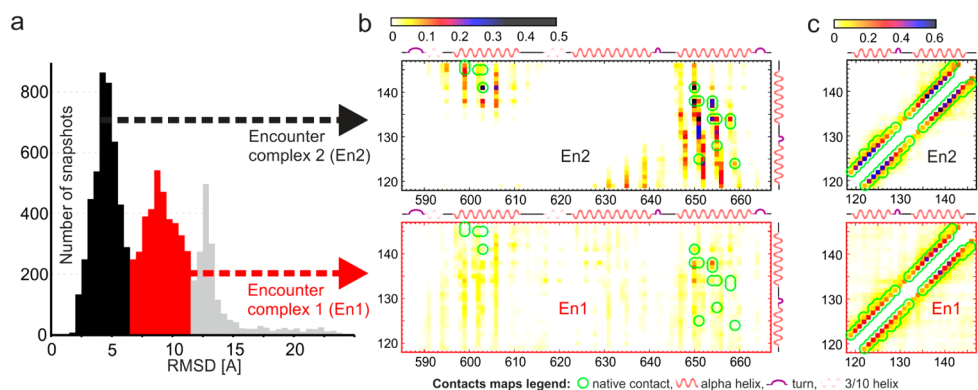 a
b
c
0 0.1 0.2 0.3 0.4 0.5
0 0.2 0.4 0.6
Number of snapshots
800
600
400
200
0
0 5 10 15 20
RMSD [A]
Encounter
complex 2 (En2)
Encounter
complex 1 (En1)
140
130
120
En2
590 600 610 620 630 640 650 660
140
130
120
En1
590 600 610 620 630 640 650 660
140
130
120
En2
120 130 140
140
130
120
En1
120 130 140
Contacts maps legend: native contact, alpha helix, turn, 3/10 helix